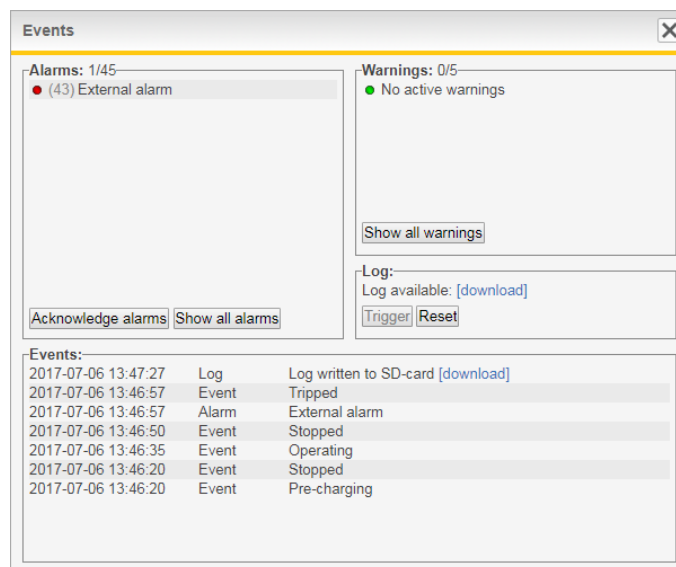 Events
Alarms: 1/45
(43) External alarm
Acknowledge alarms Show all alarms
Warnings: 0/5
No active warnings
Show all warnings
Log:
Log available: [download]
Trigger Reset
Events:
2017-07-06 13:47:27 Log Log written to SD-card [download]
2017-07-06 13:46:57 Event Tripped
2017-07-06 13:46:57 Alarm External alarm
2017-07-06 13:46:50 Event Stopped
2017-07-06 13:46:35 Event Operating
2017-07-06 13:46:20 Event Stopped
2017-07-06 13:46:20 Event Pre-charging